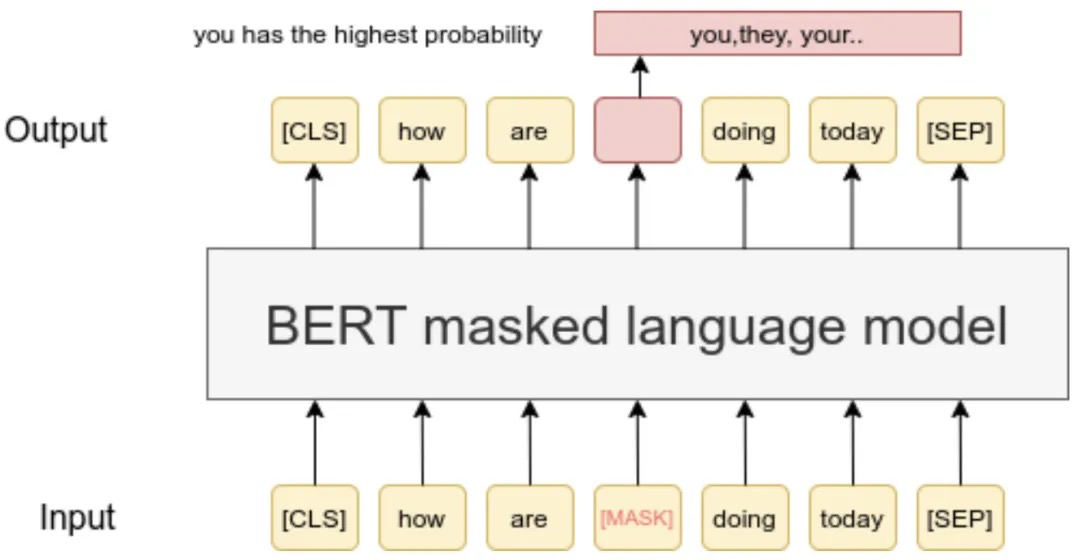 you has the highest probability you,they, your..
Output [CLS] how are doing today [SEP]
BERT masked language model
Input [CLS] how are [MASK] doing today [SEP]